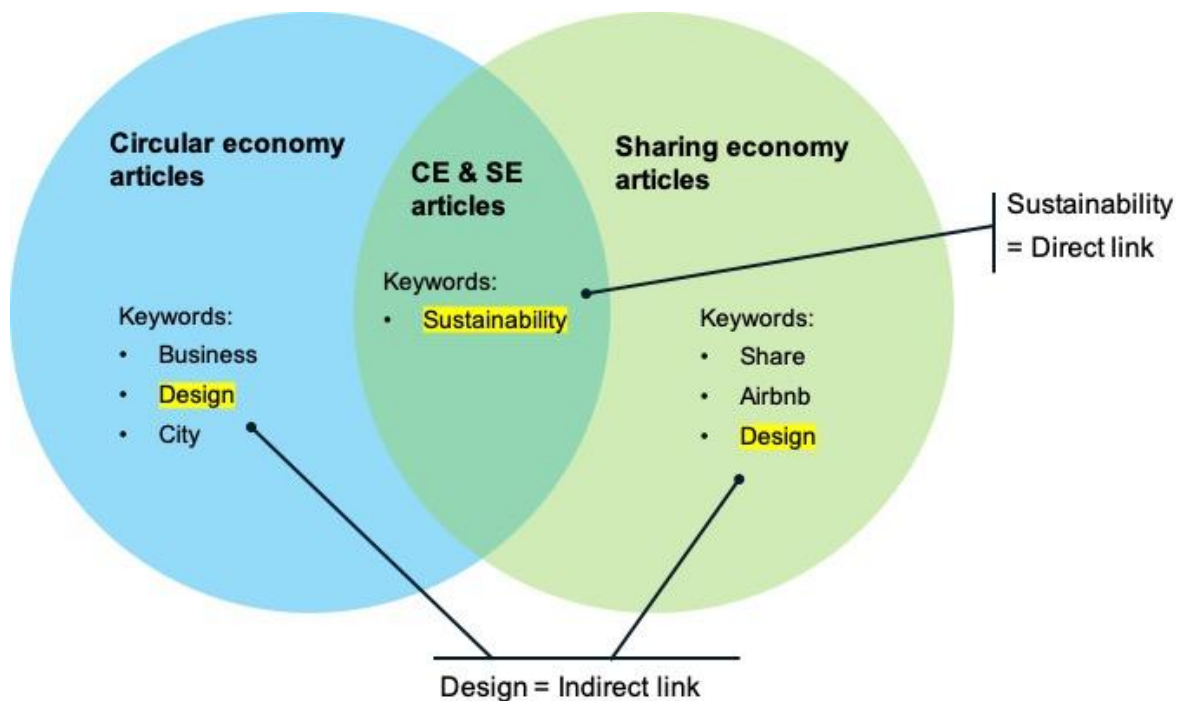 Circular economy
articles
Keywords:
• Business
• Design
• City
CE & SE
articles
Keywords:
• Sustainability
Sharing economy
articles
Keywords:
• Share
• Airbnb
• Design
Sustainability
= Direct link
Design = Indirect link